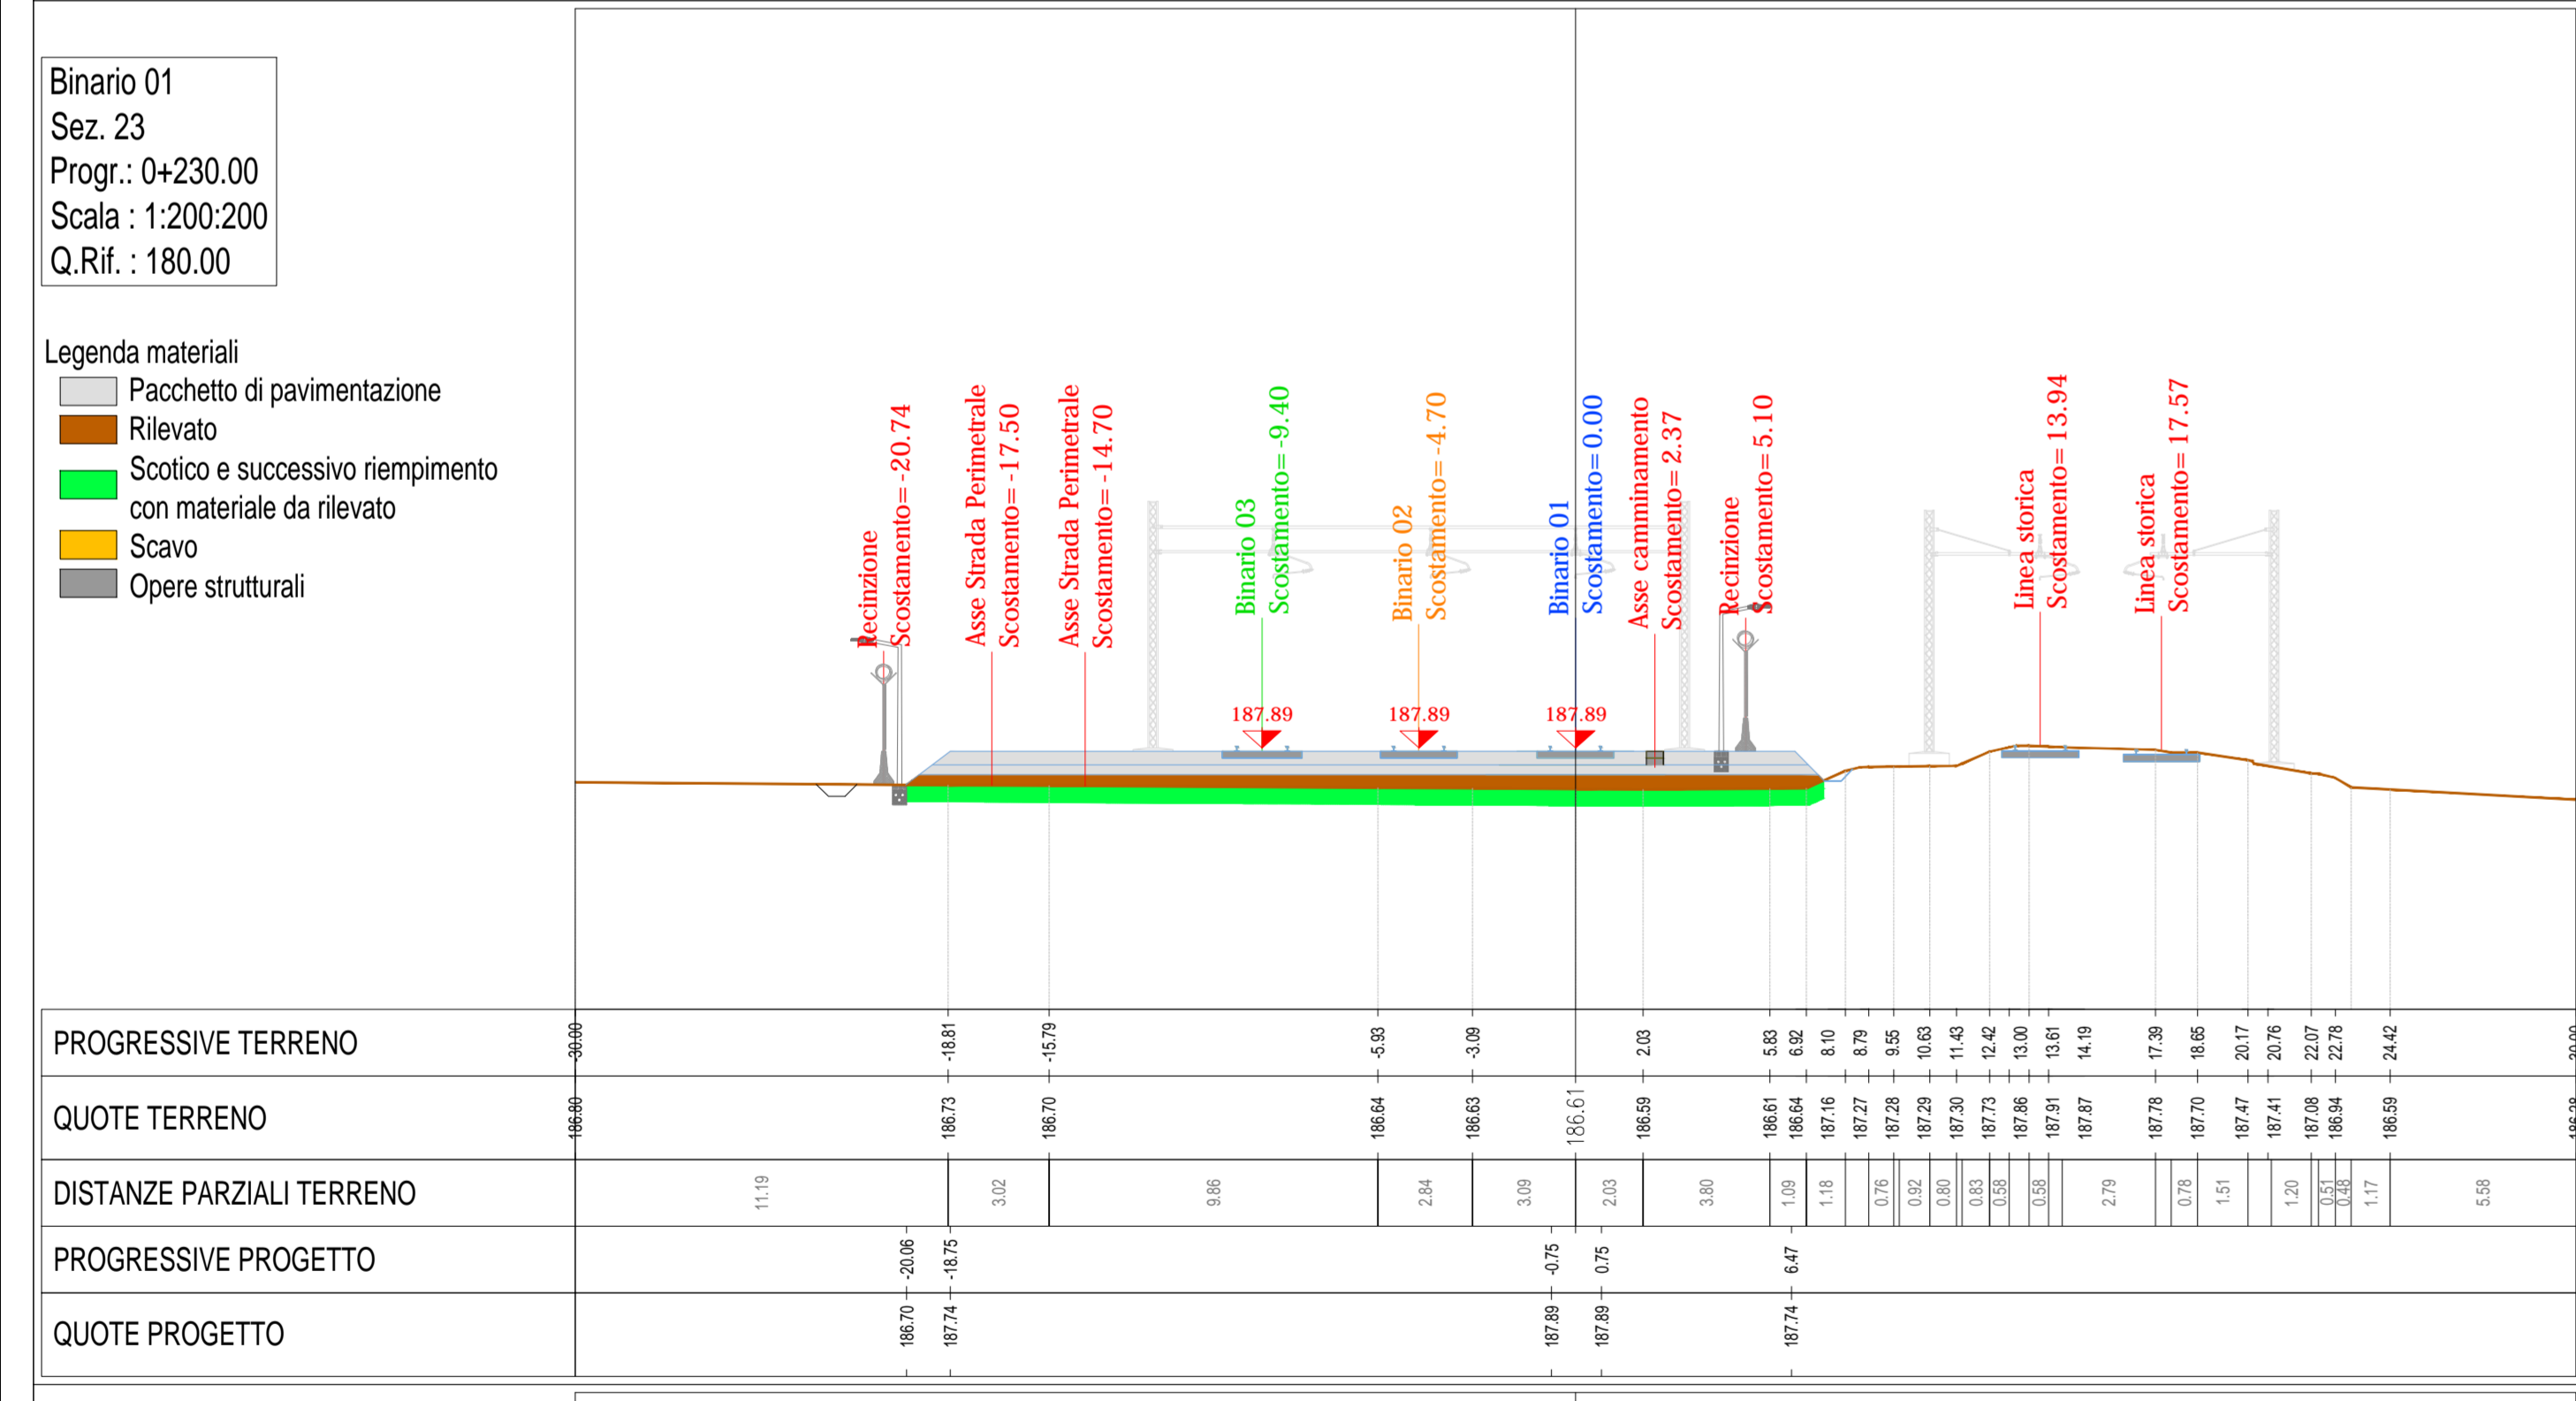 Binario 01
Sez. 23
Progr.: 0+230.00
Scala : 1:200:200
Q.Rif. : 180.00
Legenda materiali
Pacchetto di pavimentazione
Rilevato
Scotico e successivo riempimento
con materiale da rilevato
Scavo
Opere strutturali
Recinzione
Scostamento= -20.74
Asse Strada Perimetrale
Scostamento= -17.50
Asse Strada Perimetrale
Scostamento= -14.70
Binario 03
Scostamento= -9.40
Binario 02
Scostamento= -4.70
Binario 01
Scostamento= 0.00
Asse camminamento
Scostamento= 2.37
Recinzione
Scostamento= 5.10
Linea storica
Scostamento= 13.94
Linea storica
Scostamento= 17.57
187.89
187.89
187.89
PROGRESSIVE TERRENO
-30.00 -18.81 -15.79 -5.93 -3.09 2.03 5.83 6.92 8.10 8.79 9.55 10.63 11.43 12.42 13.00 13.61 14.19 17.39 18.65 20.17 20.76 22.07 22.78 24.42
QUOTE TERRENO
186.80 186.73 186.70 186.64 186.63 186.61 186.59 186.61 186.64 187.16 187.27 187.28 187.29 187.30 187.73 187.86 187.91 187.87 187.78 187.70 187.47 187.41 187.08 186.94 186.59
DISTANZE PARZIALI TERRENO
11.19 3.02 9.86 2.84 3.09 2.03 3.80 1.09 1.18 0.76 0.92 0.80 0.83 0.58 0.58 2.79 0.78 1.51 1.20 0.51 0.48 1.17 5.58
PROGRESSIVE PROGETTO
-20.06 -18.75 -0.75 0.75 6.47
QUOTE PROGETTO
186.70 187.74 187.89 187.89 187.74